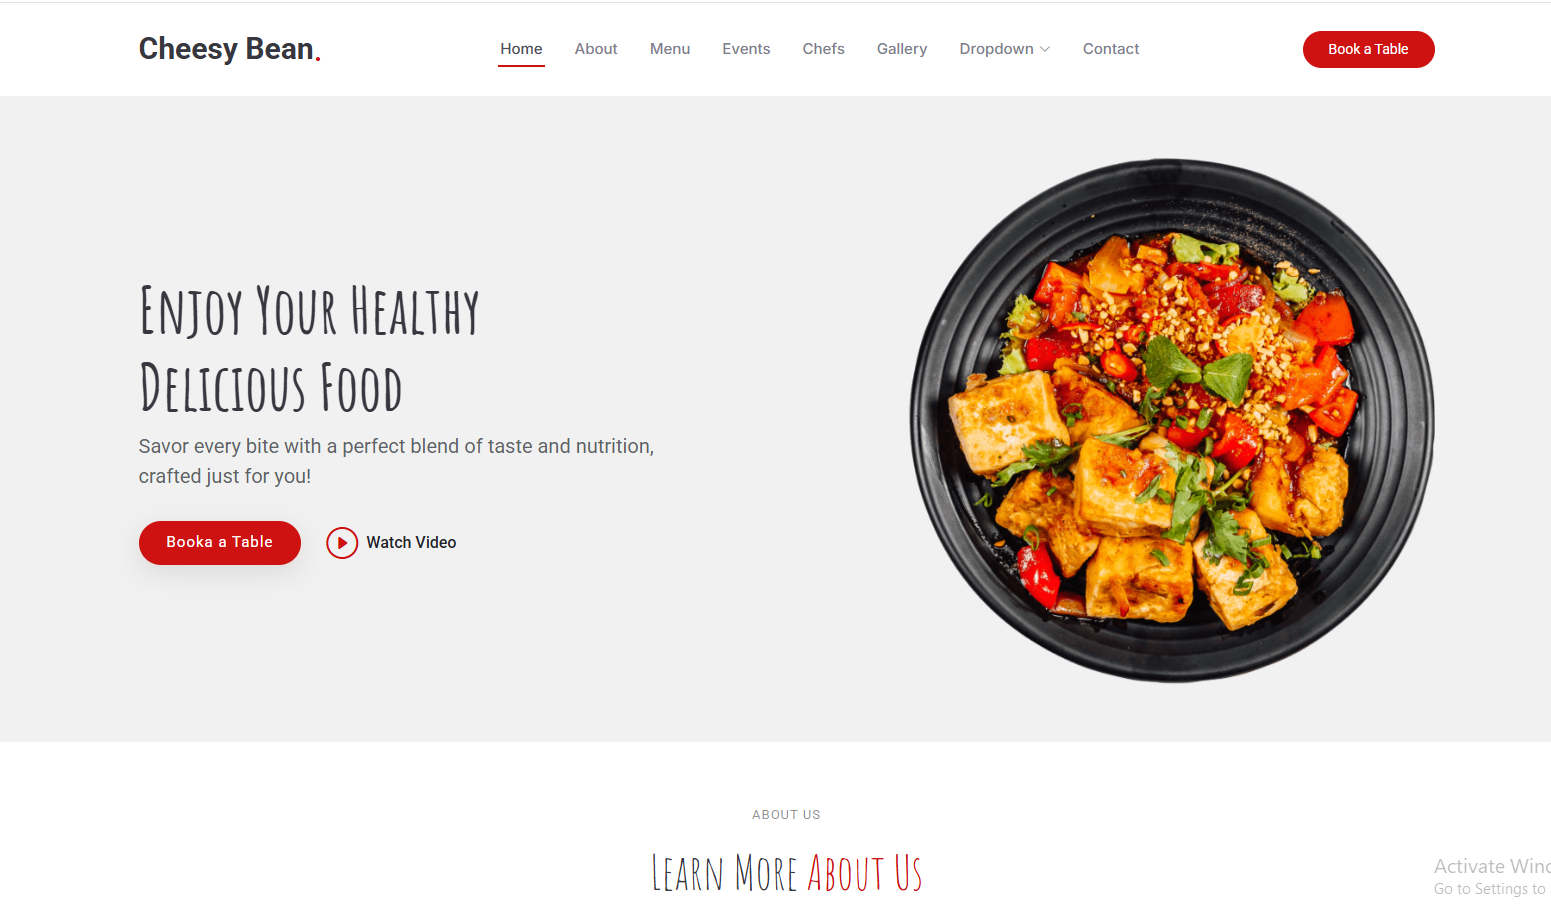 Cheesy Bean.
Home About Menu Events Chefs Gallery Dropdown Contact
Book a Table
Enjoy Your Healthy
Delicious Food
Savor every bite with a perfect blend of taste and nutrition,
crafted just for you!
Booka a Table
Watch Video
ABOUT US
Learn More About Us
Activate Winc
Go to Settings to